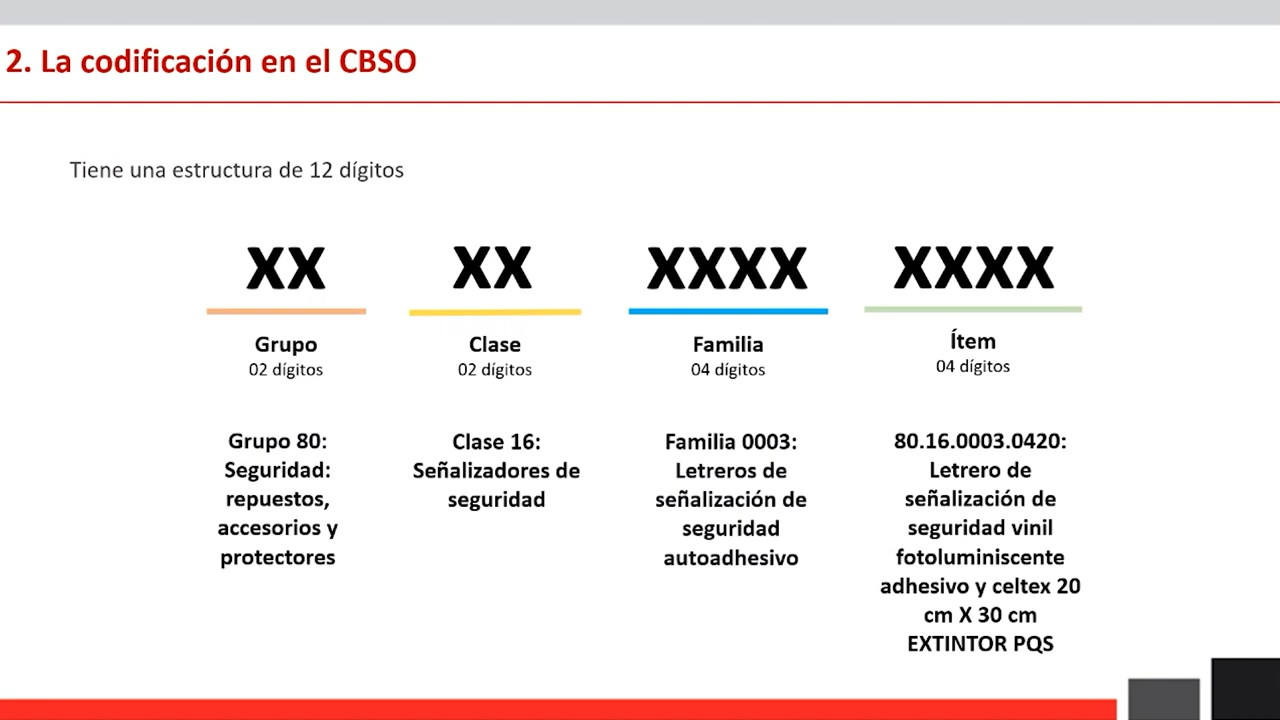 2. La codificación en el CBSO
Tiene una estructura de 12 dígitos
XX
XX
XXXX
XXXX
Grupo
02 dígitos
Clase
02 dígitos
Familia
04 dígitos
Ítem
04 dígitos
Grupo 80:
Seguridad:
repuestos,
accesorios y
protectores
Clase 16:
Señalizadores de
seguridad
Familia 0003:
Letreros de
señalización de
seguridad
autoadhesivo
80.16.0003.0420:
Letrero de
señalización de
seguridad vinil
fotoluminiscente
adhesivo y celtex 20
cm X 30 cm
EXTINTOR PQS